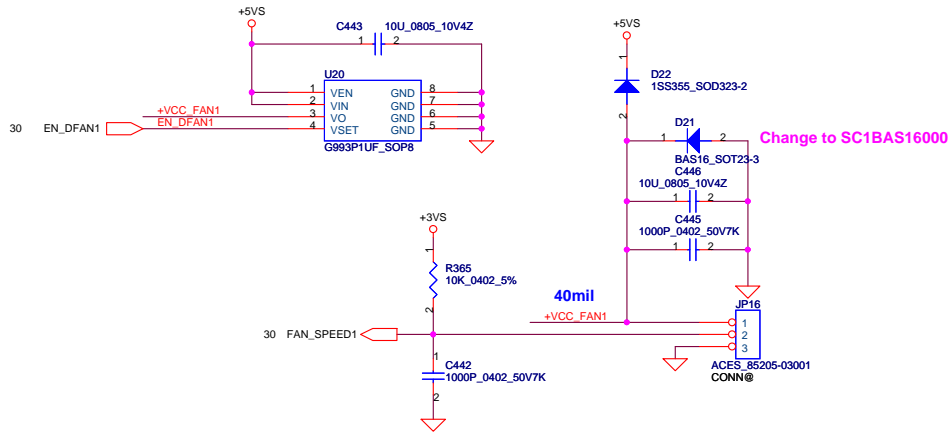 +5VS
C443 10U_0805_10V4Z
1 2
U20
1 VEN GND 8
2 VIN GND 7
3 VO GND 6
4 VSET GND 5
G993P1UF_SOP8
+VCC_FAN1
30 EN_DFAN1 EN_DFAN1
+5VS
1
D22
1SS355_SOD323-2
2
D21
1 2
BAS16_SOT23-3
Change to SC1BAS16000
C446
10U_0805_10V4Z
1 2
C445
1000P_0402_50V7K
1 2
+3VS
1
R365
10K_0402_5%
2
40mil
+VCC_FAN1
30 FAN_SPEED1
1
C442
1000P_0402_50V7K
2
JP16
1
2
3
ACES_85205-03001
CONN@